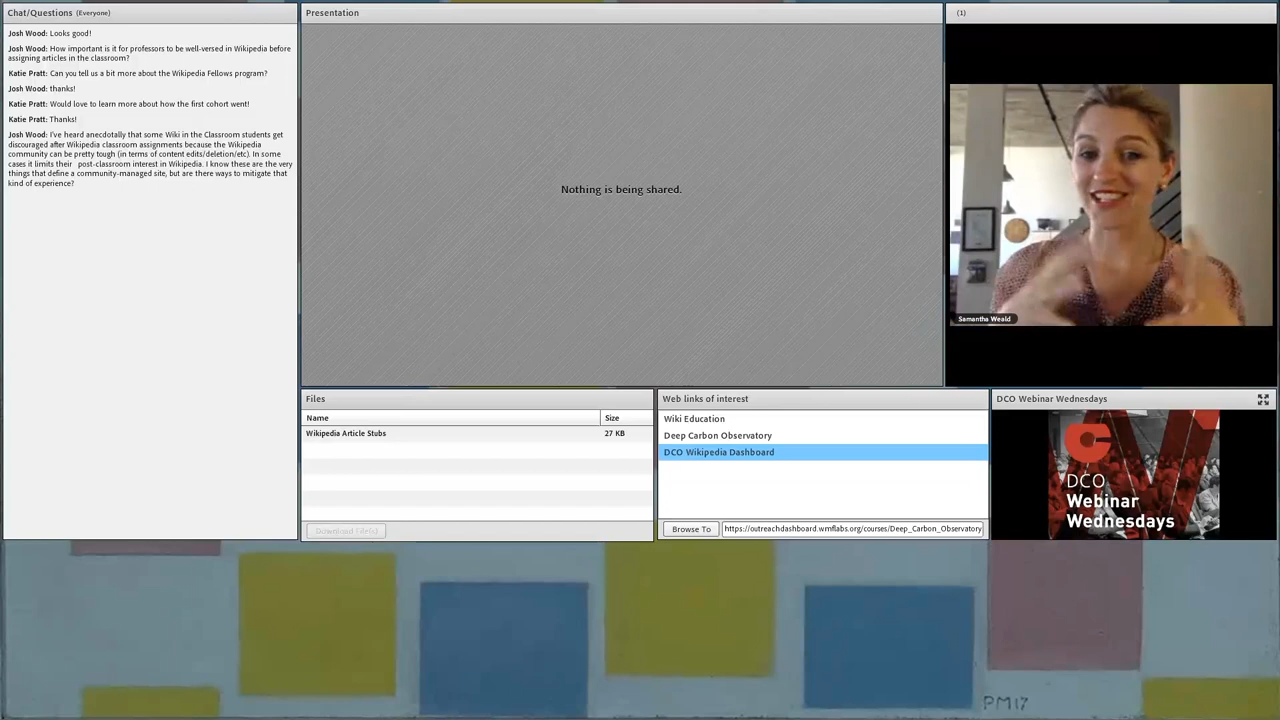 Chat/Questions (Everyone)
Josh Wood: Looks good!
Josh Wood: How important is it for professors to be well-versed in Wikipedia before
assigning articles in the classroom?
Katie Pratt: Can you tell us a bit more about the Wikipedia Fellows program?
Josh Wood: thanks!
Katie Pratt: Would love to learn more about how the first cohort went!
Katie Pratt: Thanks!
Josh Wood: I've heard anecdotally that some Wiki in the Classroom students get
discouraged after Wikipedia classroom assignments because the Wikipedia
community can be pretty tough (in terms of content edits/deletion/etc). In some
cases it limits their post-classroom interest in Wikipedia. I know these are the very
things that define a community-managed site, but are there ways to mitigate that
kind of experience?
Presentation
Nothing is being shared.
(1)
Samantha Weald
Files
Name Size
Wikipedia Article Stubs 27 KB
Download File(s)
Web links of interest
Wiki Education
Deep Carbon Observatory
DCO Wikipedia Dashboard
Browse To https://outreachdashboard.wmflabs.org/courses/Deep_Carbon_Observatory
DCO Webinar Wednesdays
DCO
Webinar
Wednesdays
PM17